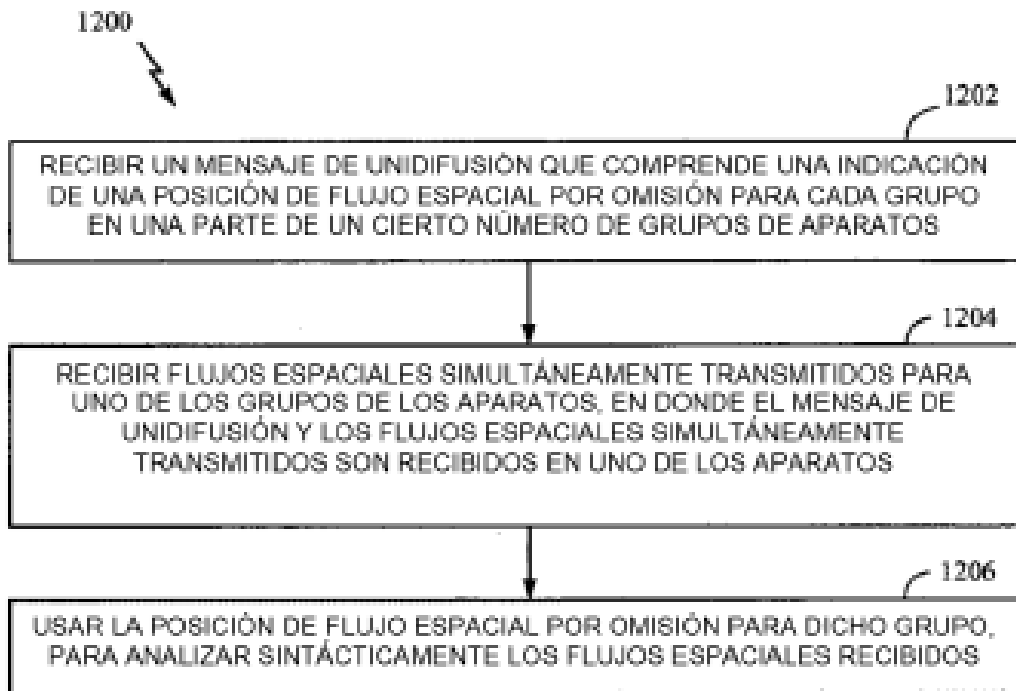 1200
1202
RECIBIR UN MENSAJE DE UNIDIFUSIÓN QUE COMPRENDE UNA INDICACIÓN
DE UNA POSICIÓN DE FLUJO ESPACIAL POR OMISIÓN PARA CADA GRUPO
EN UNA PARTE DE UN CIERTO NÚMERO DE GRUPOS DE APARATOS
1204
RECIBIR FLUJOS ESPACIALES SIMULTÁNEAMENTE TRANSMITIDOS PARA
UNO DE LOS GRUPOS DE LOS APARATOS, EN DONDE EL MENSAJE DE
UNIDIFUSIÓN Y LOS FLUJOS ESPACIALES SIMULTÁNEAMENTE
TRANSMITIDOS SON RECIBIDOS EN UNO DE LOS APARATOS
1206
USAR LA POSICIÓN DE FLUJO ESPACIAL POR OMISIÓN PARA DICHO GRUPO,
PARA ANALIZAR SINTÁCTICAMENTE LOS FLUJOS ESPACIALES RECIBIDOS